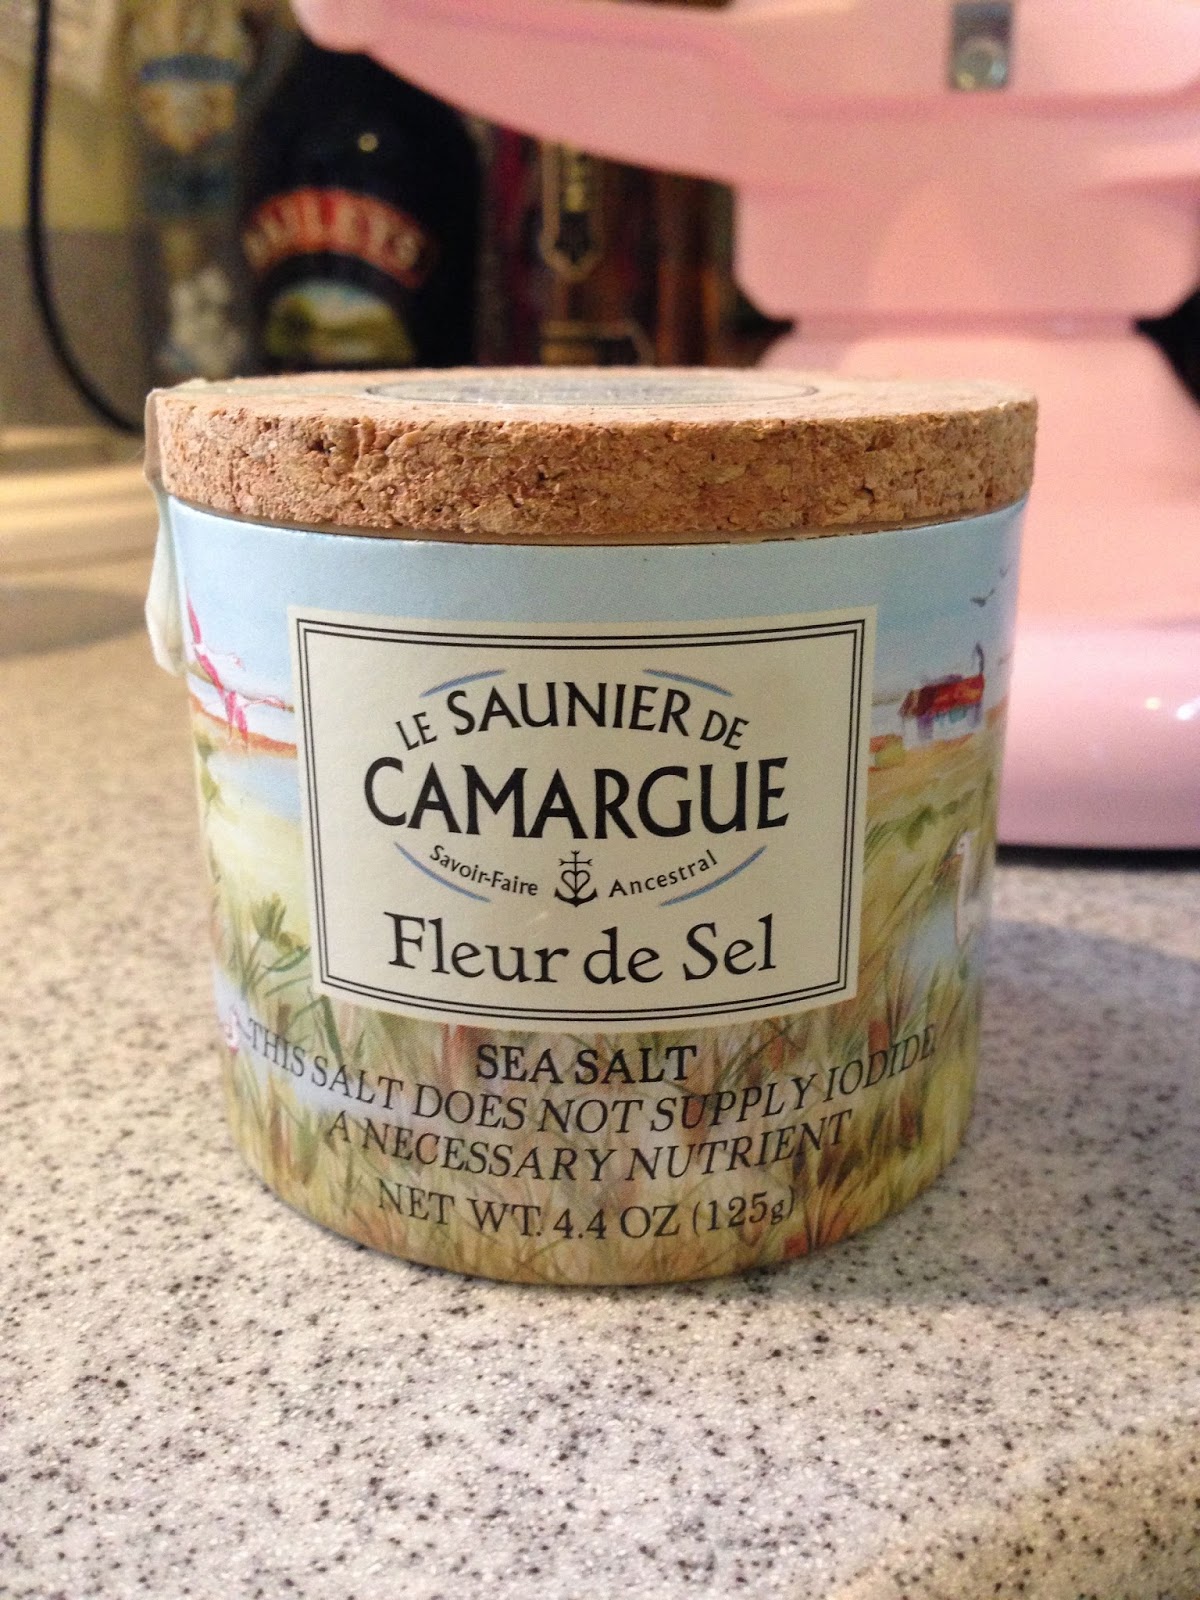 BAILEYS
LE SAUNIER DE
CAMARGUE
Savoir-Faire Ancestral
Fleur de Sel
SEA SALT
THIS SALT DOES NOT SUPPLY IODIDE
A NECESSARY NUTRIENT
NET WT. 4.4 OZ (125g)